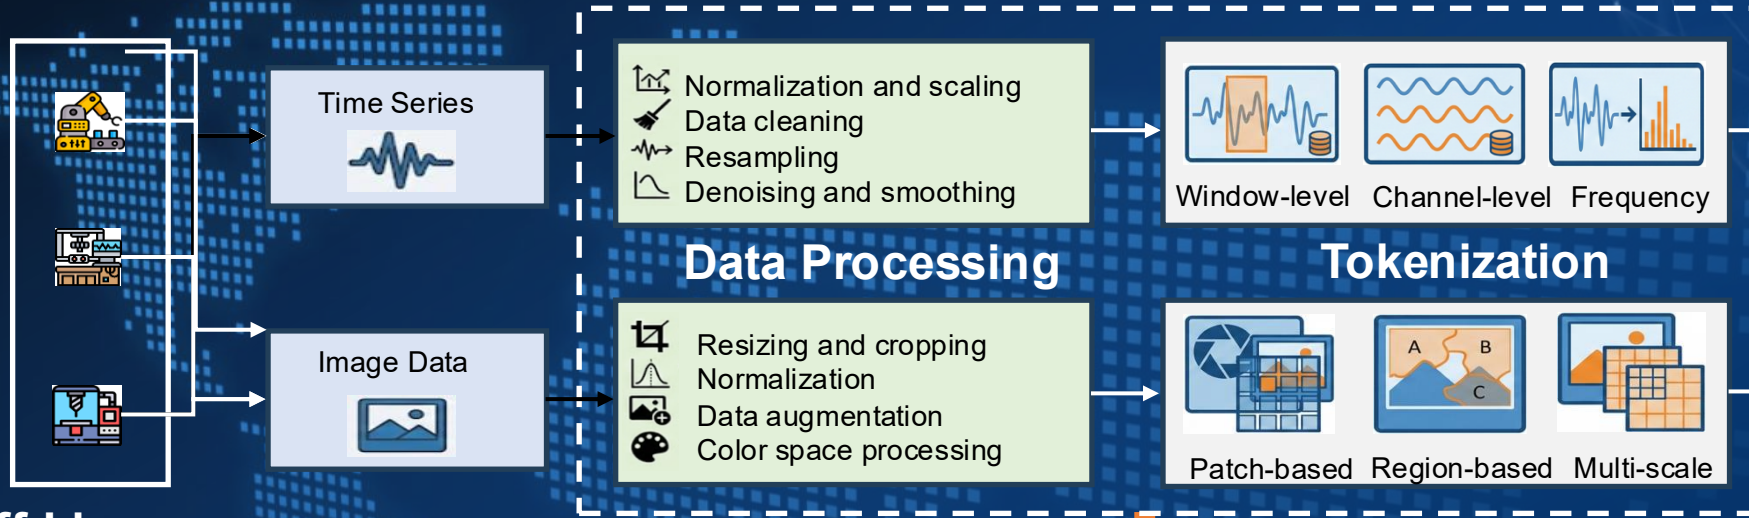 Time Series
Normalization and scaling
Data cleaning
Resampling
Denoising and smoothing
Window-level
Channel-level
Frequency
Data Processing
Tokenization
Image Data
Resizing and cropping
Normalization
Data augmentation
Color space processing
A
B
C
Patch-based
Region-based
Multi-scale